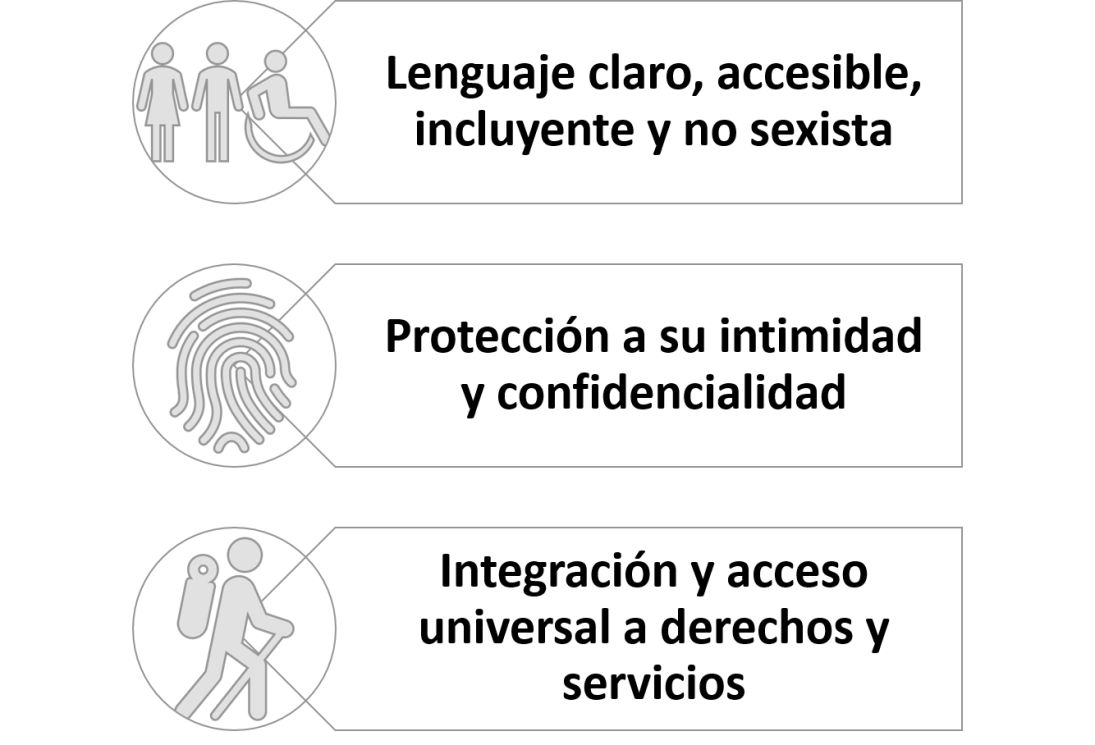 Lenguaje claro, accesible,
incluyente y no sexista
Protección a su intimidad
y confidencialidad
Integración y acceso
universal a derechos y
servicios